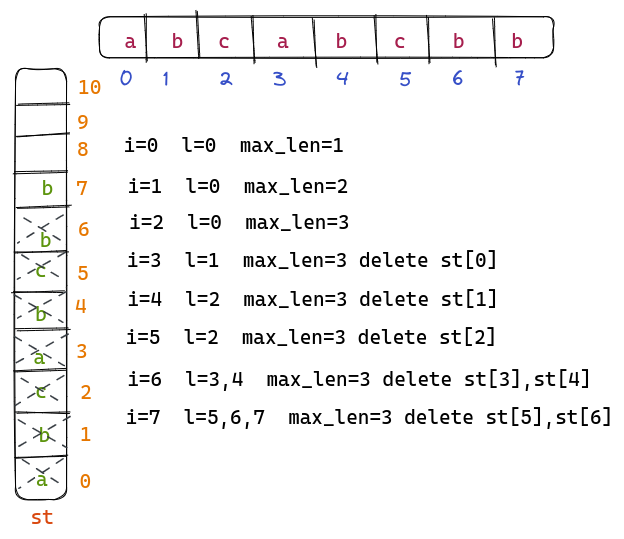 a b c a b c b b
0 1 2 3 4 5 6 7
10
9
8 i=0 l=0 max_len=1
b 7 i=1 l=0 max_len=2
b 6 i=2 l=0 max_len=3
c 5 i=3 l=1 max_len=3 delete st[0]
b 4 i=4 l=2 max_len=3 delete st[1]
a 3 i=5 l=2 max_len=3 delete st[2]
c 2 i=6 l=3,4 max_len=3 delete st[3],st[4]
b 1 i=7 l=5,6,7 max_len=3 delete st[5],st[6]
a 0
st